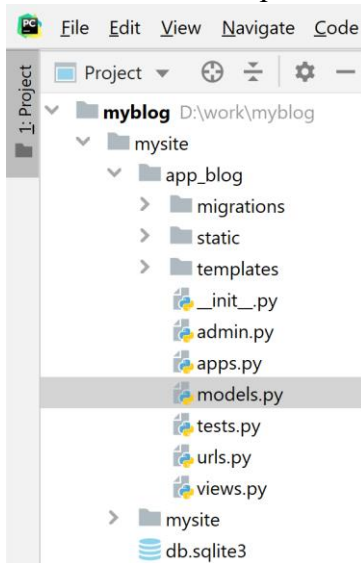 File Edit View Navigate Code
1: Project
Project
myblog D:\work\myblog
mysite
app_blog
migrations
static
templates
__init__.py
admin.py
apps.py
models.py
tests.py
urls.py
views.py
mysite
db.sqlite3